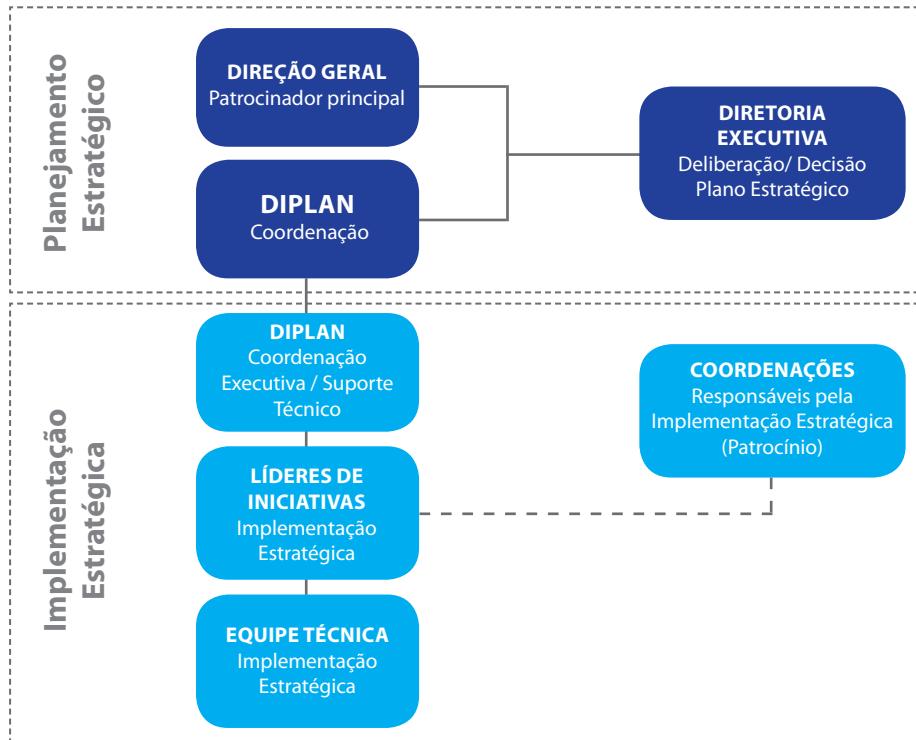 Planejamento
Estratégico
DIREÇÃO GERAL
Patrocinador principal
DIPLAN
Coordenação
DIRETORIA
EXECUTIVA
Deliberação/ Decisão
Plano Estratégico
Implementação
Estratégica
DIPLAN
Coordenação
Executiva / Suporte
Técnico
LÍDERES DE
INICIATIVAS
Implementação
Estratégica
EQUIPE TÉCNICA
Implementação
Estratégica
COORDENAÇÕES
Responsáveis pela
Implementação Estratégica
(Patrocínio)